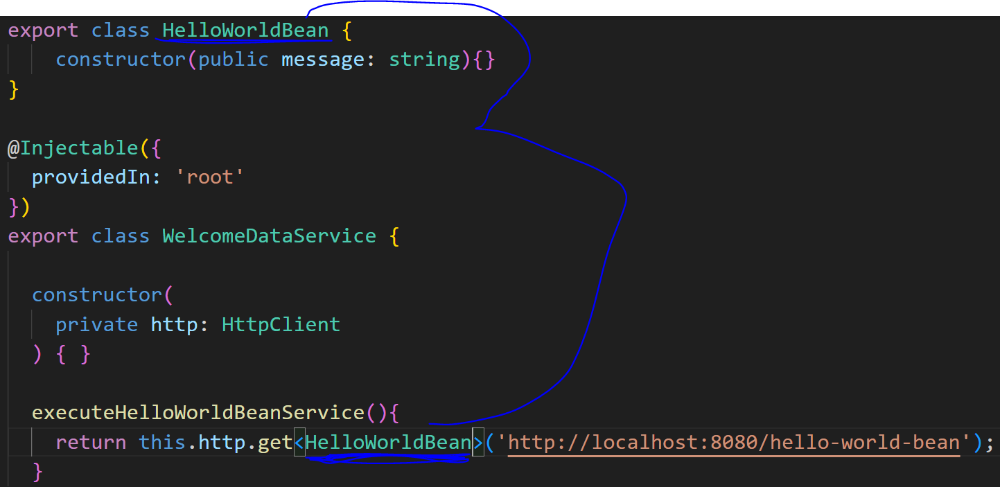 export class HelloWorldBean {
constructor(public message: string){}
}
@Injectable({
providedIn: 'root'
})
export class WelcomeDataService {
constructor(
private http: HttpClient
) { }
executeHelloWorldBeanService(){
return this.http.get<HelloWorldBean>('http://localhost:8080/hello-world-bean');
}